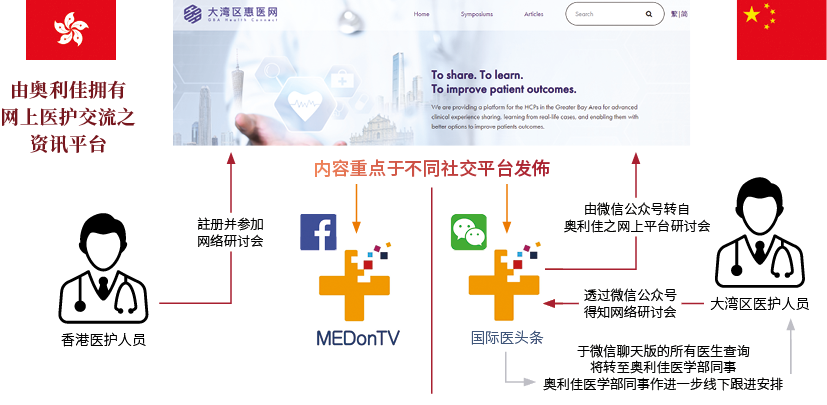 大湾区惠医网
GBA Health Connect
Home
Symposiums
Articles
Search
繁|简
由奥利佳拥有
网上医护交流之
资讯平台
To share. To learn.
To improve patient outcomes.
We are providing a platform for the HCPs in the Greater Bay Area for advanced
clinical experience sharing, learning from real-life cases, and enabling them with
better options to improve patients outcomes.
内容重点于不同社交平台发佈
註册并参加
网络研讨会
由微信公众号转自
奥利佳之网上平台研讨会
透过微信公众号
得知网络研讨会
香港医护人员
MEDonTV
国际医头条
大湾区医护人员
于微信聊天版的所有医生查询
将转至奥利佳医学部同事
奥利佳医学部同事作进一步线下跟进安排